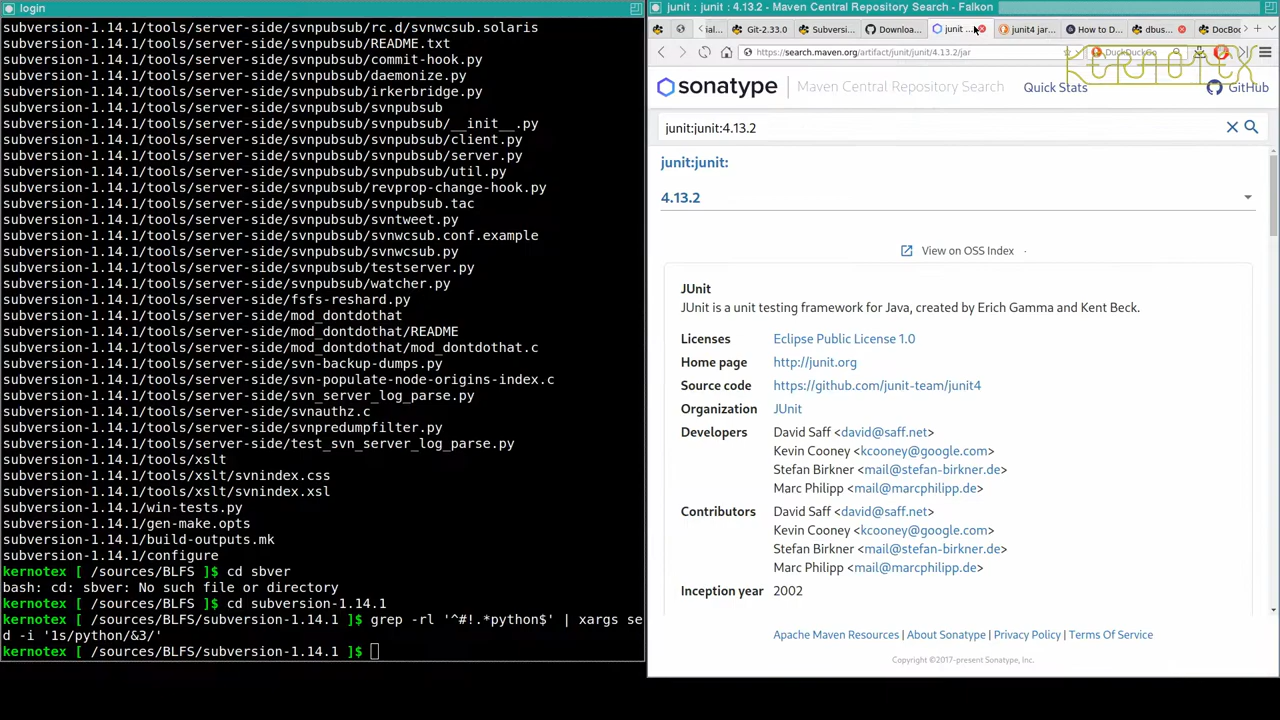 login
subversion-1.14.1/tools/server-side/svnpubsub/rc.d/svnwcsub.solaris
subversion-1.14.1/tools/server-side/svnpubsub/README.txt
subversion-1.14.1/tools/server-side/svnpubsub/commit-hook.py
subversion-1.14.1/tools/server-side/svnpubsub/daemonize.py
subversion-1.14.1/tools/server-side/svnpubsub/irkerbridge.py
subversion-1.14.1/tools/server-side/svnpubsub/svnpubsub
subversion-1.14.1/tools/server-side/svnpubsub/svnpubsub/__init__.py
subversion-1.14.1/tools/server-side/svnpubsub/svnpubsub/client.py
subversion-1.14.1/tools/server-side/svnpubsub/svnpubsub/server.py
subversion-1.14.1/tools/server-side/svnpubsub/svnpubsub/util.py
subversion-1.14.1/tools/server-side/svnpubsub/revprop-change-hook.py
subversion-1.14.1/tools/server-side/svnpubsub/svnpubsub.tac
subversion-1.14.1/tools/server-side/svnpubsub/svntweet.py
subversion-1.14.1/tools/server-side/svnpubsub/svnwcsub.conf.example
subversion-1.14.1/tools/server-side/svnpubsub/svnwcsub.py
subversion-1.14.1/tools/server-side/svnpubsub/testserver.py
subversion-1.14.1/tools/server-side/svnpubsub/watcher.py
subversion-1.14.1/tools/server-side/fsfs-reshard.py
subversion-1.14.1/tools/server-side/mod_dontdothat
subversion-1.14.1/tools/server-side/mod_dontdothat/README
subversion-1.14.1/tools/server-side/mod_dontdothat/mod_dontdothat.c
subversion-1.14.1/tools/server-side/svn-backup-dumps.py
subversion-1.14.1/tools/server-side/svn-populate-node-origins-index.c
subversion-1.14.1/tools/server-side/svn_server_log_parse.py
subversion-1.14.1/tools/server-side/svnauthz.c
subversion-1.14.1/tools/server-side/svnpredumpfilter.py
subversion-1.14.1/tools/server-side/test_svn_server_log_parse.py
subversion-1.14.1/tools/xslt
subversion-1.14.1/tools/xslt/svnindex.css
subversion-1.14.1/tools/xslt/svnindex.xsl
subversion-1.14.1/win-tests.py
subversion-1.14.1/gen-make.opts
subversion-1.14.1/build-outputs.mk
subversion-1.14.1/configure
kernotex [ /sources/BLFS ]$ cd sbver
bash: cd: sbver: No such file or directory
kernotex [ /sources/BLFS ]$ cd subversion-1.14.1
kernotex [ /sources/BLFS/subversion-1.14.1 ]$ grep -rl '^#!.*python$' | xargs se
d -i '1s/python/&3/'
kernotex [ /sources/BLFS/subversion-1.14.1 ]$
junit : junit : 4.13.2 - Maven Central Repository Search - Falkon
ial... Git-2.33.0 Subversi... Downloa... junit ... junit4 jar... How to D... dbus... DocBoo
https://search.maven.org/artifact/junit/junit/4.13.2/jar DuckDuckGo
KERNOTEX
sonatype Maven Central Repository Search Quick Stats GitHub
junit:junit:4.13.2
junit:junit:
4.13.2
View on OSS Index
JUnit
JUnit is a unit testing framework for Java, created by Erich Gamma and Kent Beck.
Licenses Eclipse Public License 1.0
Home page http://junit.org
Source code https://github.com/junit-team/junit4
Organization JUnit
Developers David Saff <david@saff.net>
Kevin Cooney <kcooney@google.com>
Stefan Birkner <mail@stefan-birkner.de>
Marc Philipp <mail@marcphilipp.de>
Contributors David Saff <david@saff.net>
Kevin Cooney <kcooney@google.com>
Stefan Birkner <mail@stefan-birkner.de>
Marc Philipp <mail@marcphilipp.de>
Inception year 2002
Apache Maven Resources | About Sonatype | Privacy Policy | Terms Of Service
Copyright ©2017-present Sonatype, Inc.